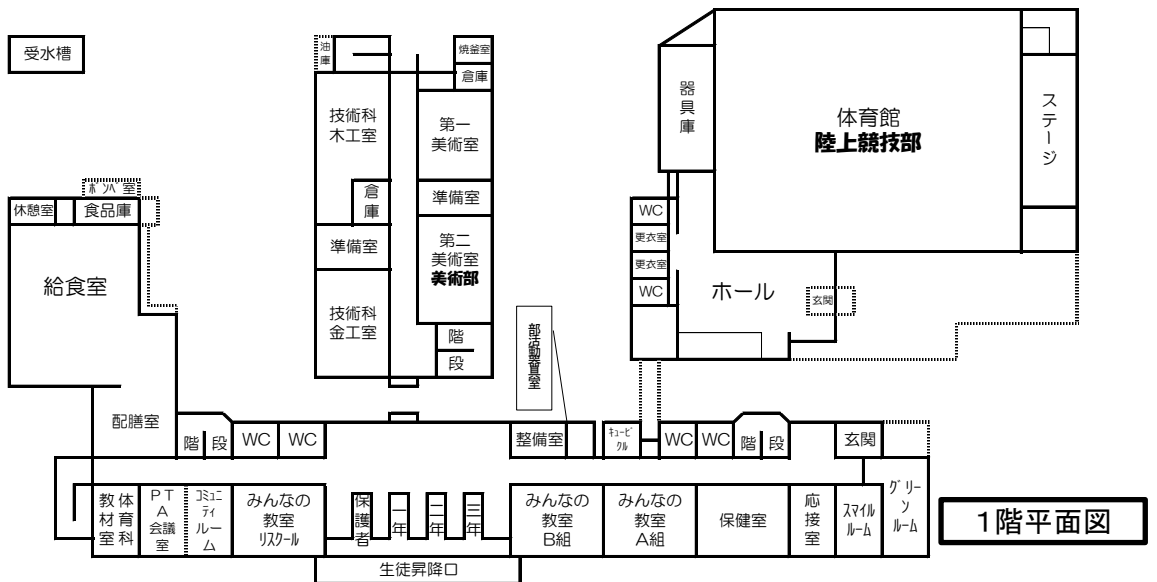 受水槽
油庫
焼釜室
倉庫
技術科
木工室
第一
美術室
倉庫
準備室
準備室
第二
美術室
美術部
技術科
金工室
階
段
器具庫
体育館
陸上競技部
ステージ
WC
更衣室
更衣室
WC
ホール
玄関
ボンベ室
休憩室
食品庫
給食室
配膳室
部活動器具室
階段
WC
WC
整備室
キュービクル
WC
WC
階段
玄関
体育科
教材室
PTA
会議室
コミュニティルーム
みんなの
教室
リスクール
保護者
一年
二年
三年
みんなの
教室
B組
みんなの
教室
A組
保健室
応接室
スマイル
ルーム
グリーンルーム
生徒昇降口
1階平面図